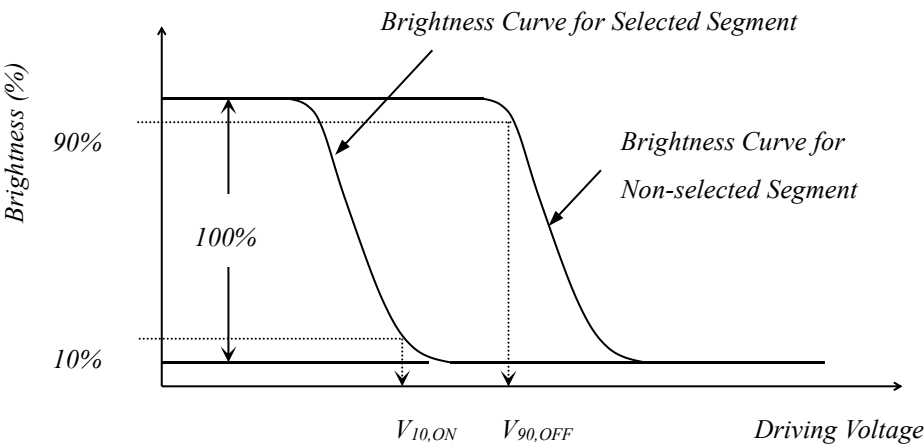 Brightness Curve for Selected Segment
Brightness (%)
90%
Brightness Curve for
Non-selected Segment
100%
10%
V10,ON
V90,OFF
Driving Voltage